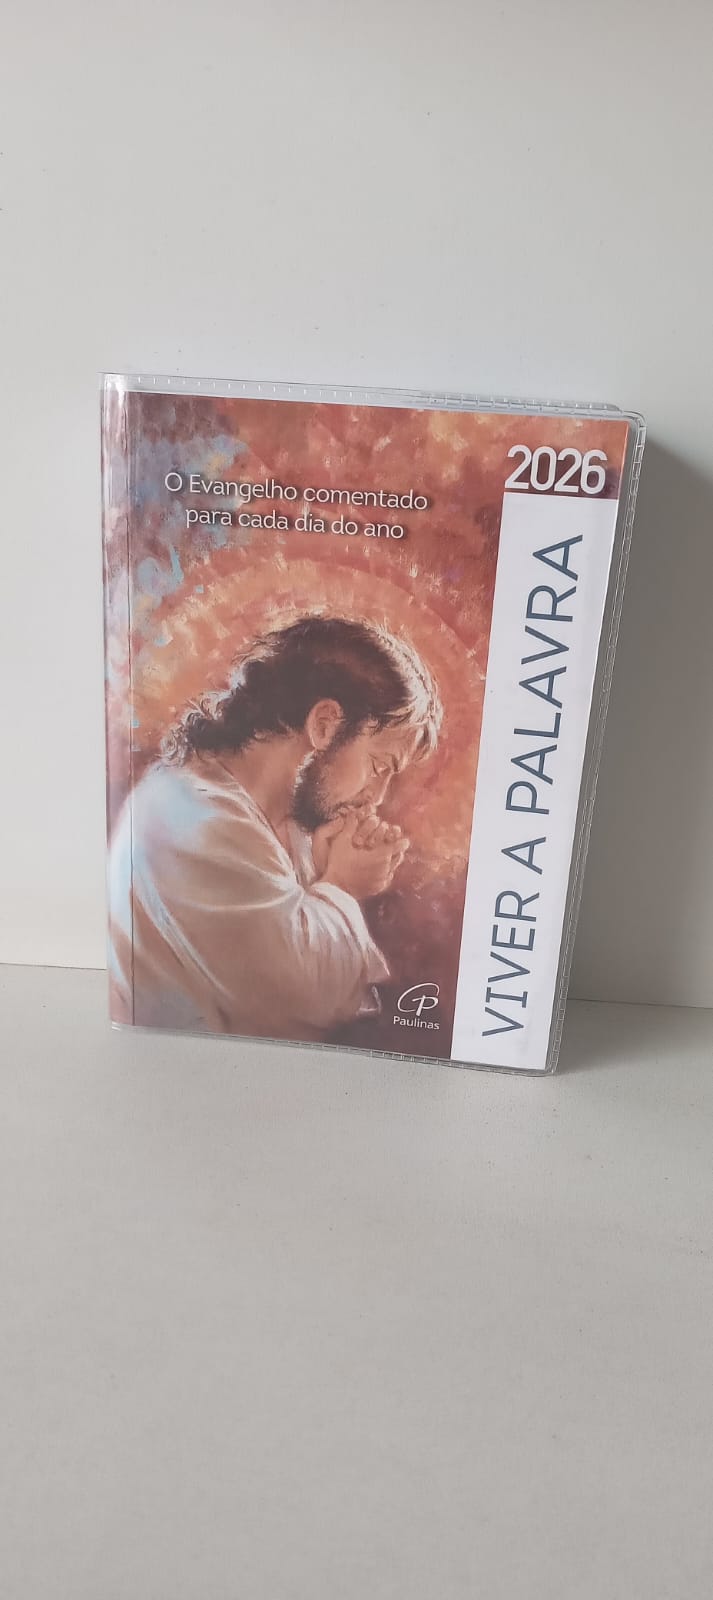 2026
O Evangelho comentado
para cada dia do ano
VIVER A PALAVRA
Paulinas